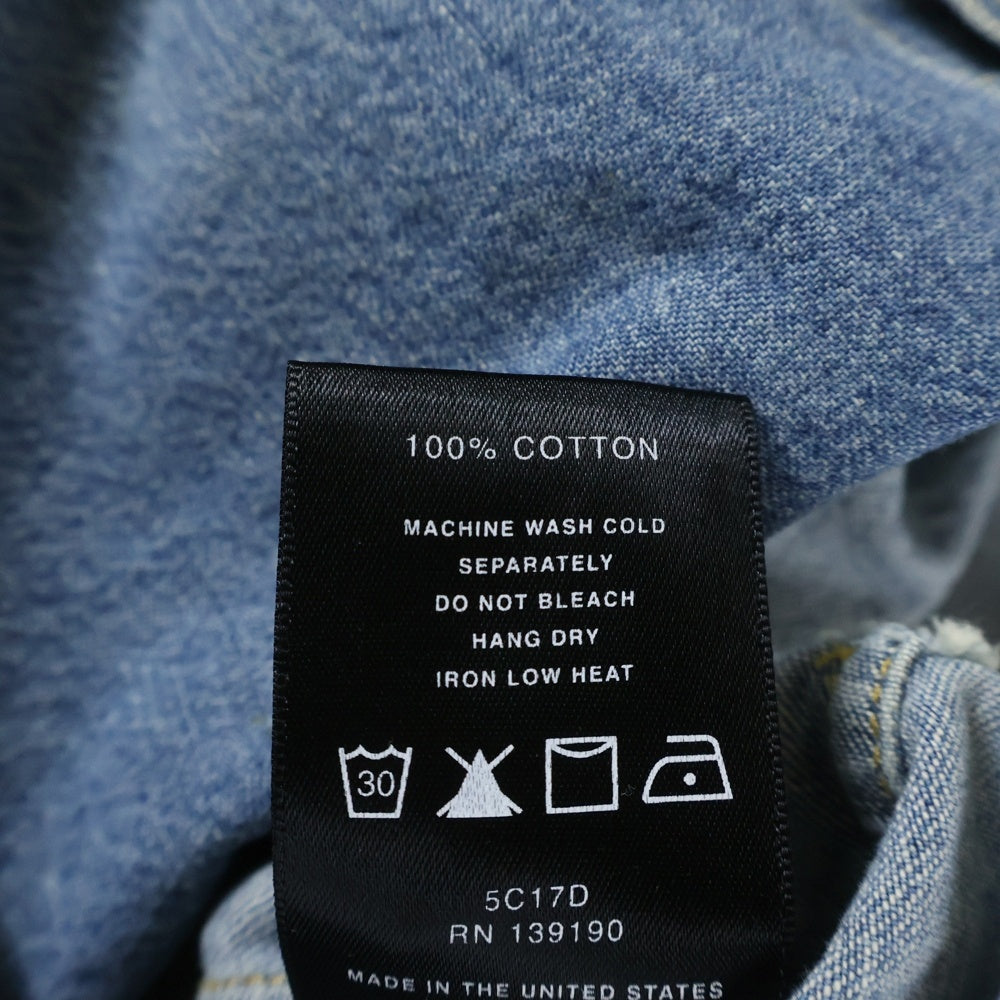 100% COTTON
MACHINE WASH COLD
SEPARATELY
DO NOT BLEACH
HANG DRY
IRON LOW HEAT
30
5C17D
RN 139190
MADE IN THE UNITED STATES